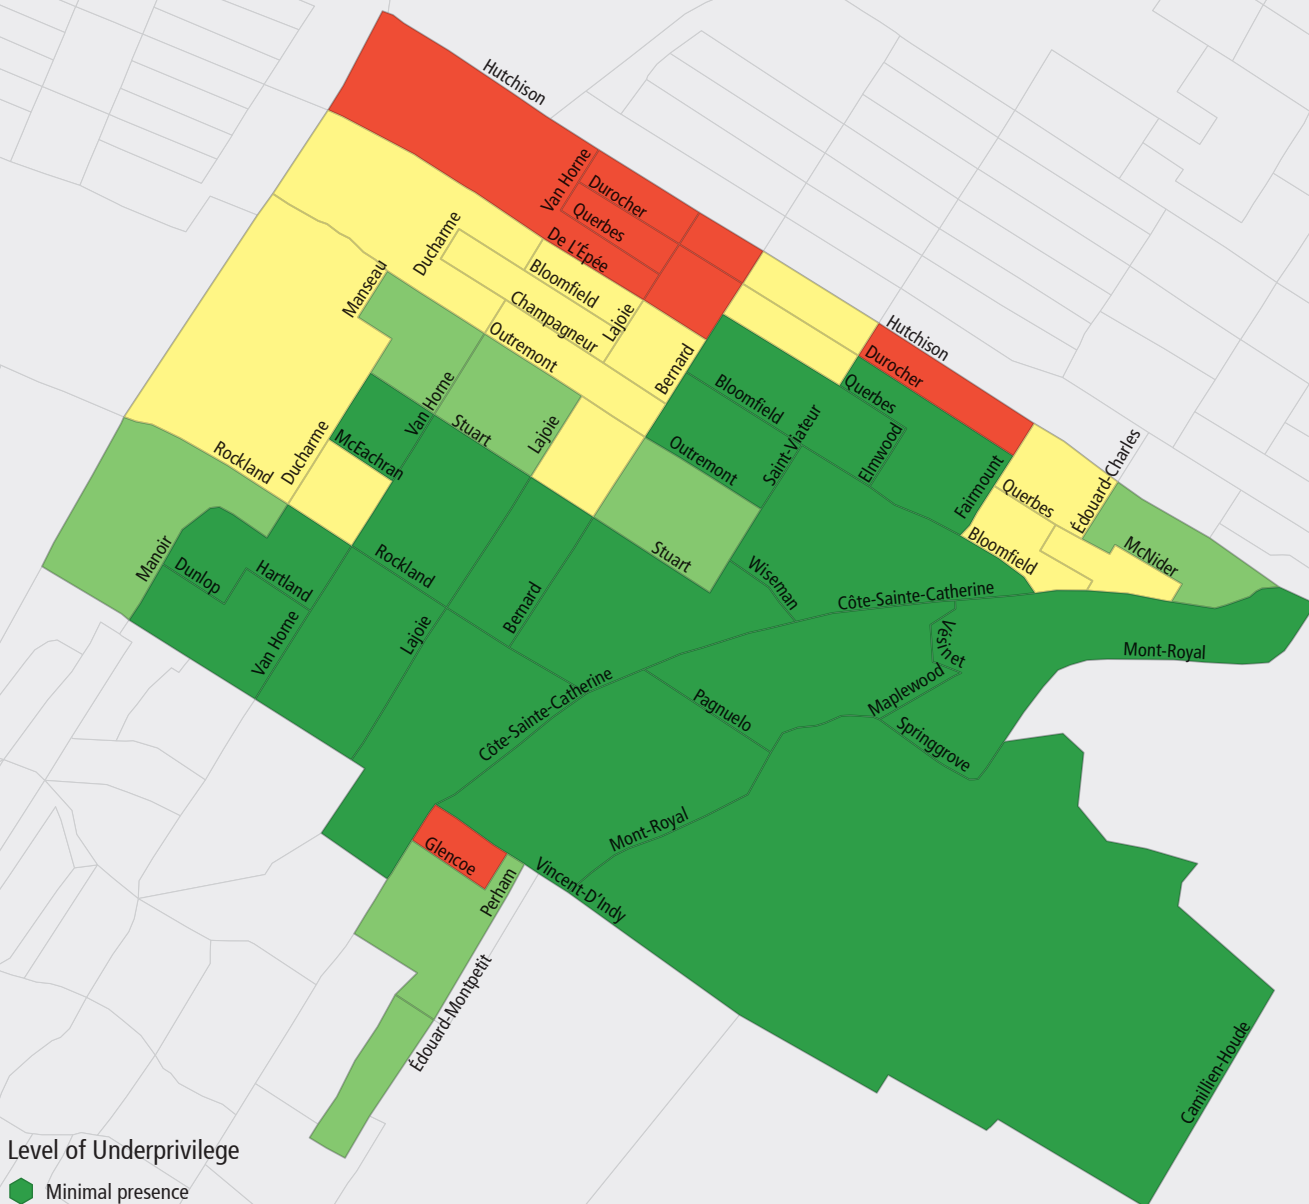 Hutchison
Van Horne
Durocher
Querbes
De L'Épée
Ducharme
Bloomfield
Manseau
Champagneur
Lajoie
Outremont
Bernard
Hutchison
Durocher
Querbes
Bloomfield
Van Horne
Stuart
Lajoie
Saint-Viateur
Elmwood
Outremont
Édouard-Charles
Rockland
Ducharme
McEachran
Fairmount
Querbes
Bloomfield
McNider
Manoir
Dunlop
Hartland
Rockland
Stuart
Wiseman
Côte-Sainte-Catherine
Van Horne
Lajoie
Bernard
Vésinet
Mont-Royal
Maplewood
Côte-Sainte-Catherine
Pagnuelo
Springgrove
Mont-Royal
Glencoe
Perham
Vincent-D'Indy
Édouard-Montpetit
Camillien-Houde
Level of Underprivilege
Minimal presence